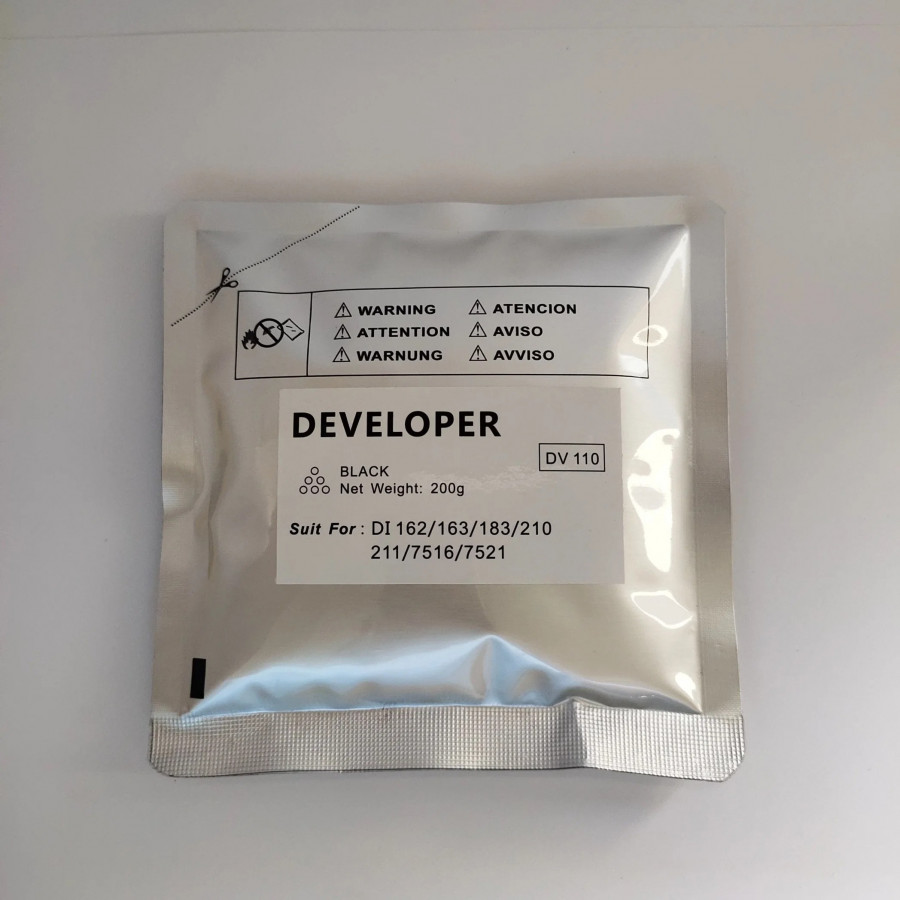 WARNING ATENCION
ATTENTION AVISO
WARNUNG AVVISO
DEVELOPER
DV 110
BLACK
Net Weight: 200g
Suit For : DI 162/163/183/210
211/7516/7521